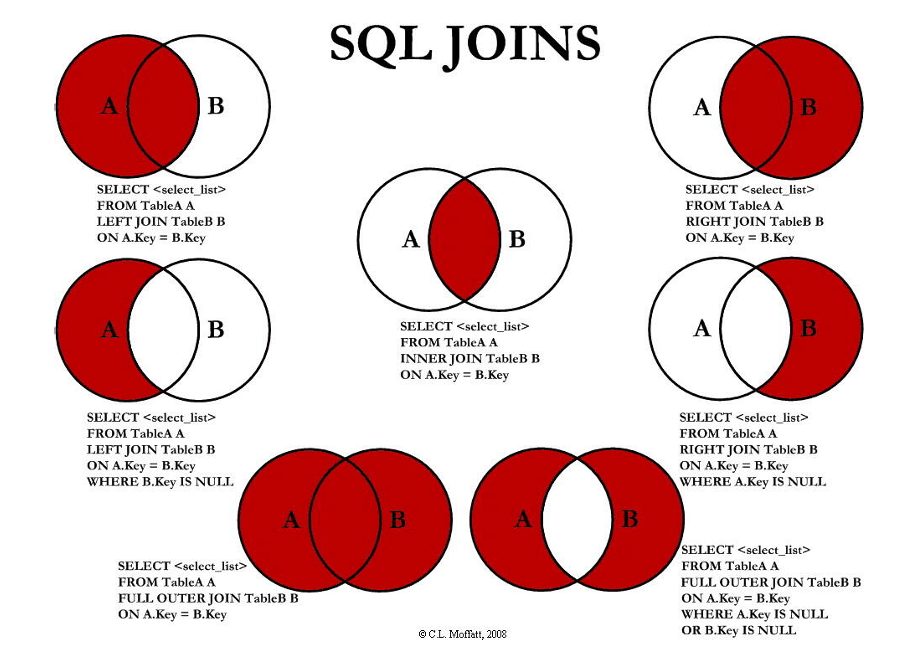 SQL JOINS
A B
SELECT <select_list>
FROM TableA A
LEFT JOIN TableB B
ON A.Key = B.Key
A B
SELECT <select_list>
FROM TableA A
RIGHT JOIN TableB B
ON A.Key = B.Key
A B
SELECT <select_list>
FROM TableA A
INNER JOIN TableB B
ON A.Key = B.Key
A B
SELECT <select_list>
FROM TableA A
LEFT JOIN TableB B
ON A.Key = B.Key
WHERE B.Key IS NULL
A B
SELECT <select_list>
FROM TableA A
RIGHT JOIN TableB B
ON A.Key = B.Key
WHERE A.Key IS NULL
A B
SELECT <select_list>
FROM TableA A
FULL OUTER JOIN TableB B
ON A.Key = B.Key
A B
SELECT <select_list>
FROM TableA A
FULL OUTER JOIN TableB B
ON A.Key = B.Key
WHERE A.Key IS NULL
OR B.Key IS NULL
© C.L. Moffatt, 2008